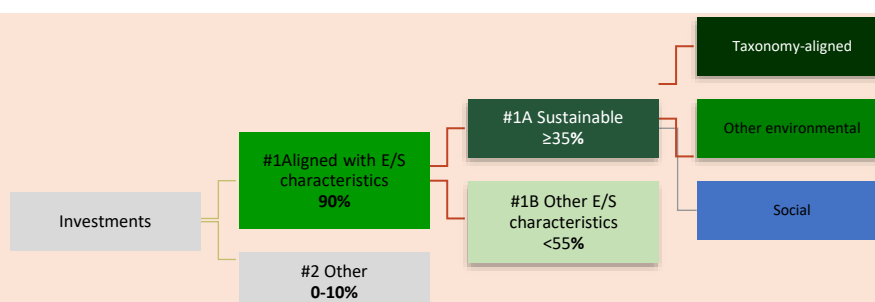 Taxonomy-aligned
#1A Sustainable
≥35%
Other environmental
#1Aligned with E/S
characteristics
90%
#1B Other E/S
characteristics
<55%
Social
Investments
#2 Other
0-10%